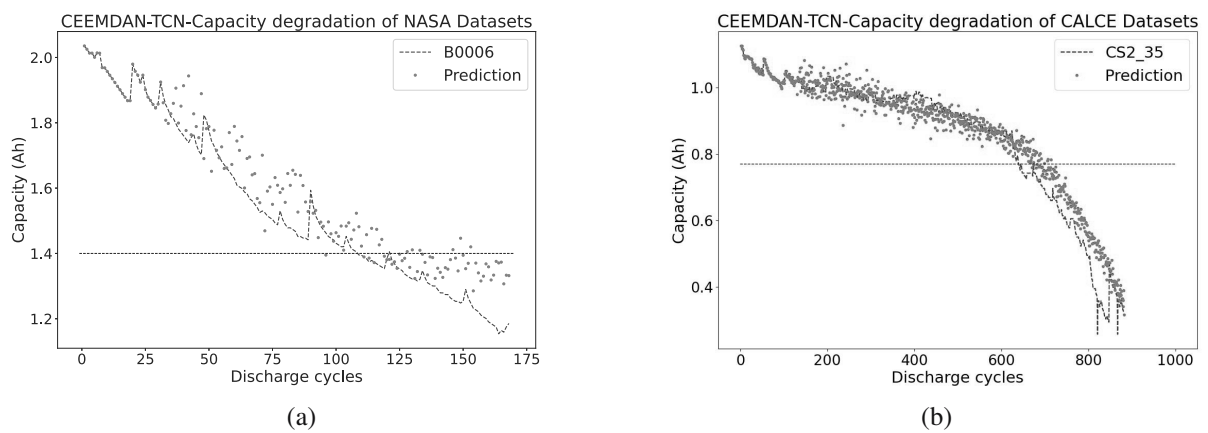 CEEMDAN-TCN-Capacity degradation of NASA Datasets
B0006
Prediction
2.0
1.8
1.6
1.4
1.2
Capacity (Ah)
0
25
50
75
100
125
150
175
Discharge cycles
(a)
CEEMDAN-TCN-Capacity degradation of CALCE Datasets
CS2_35
Prediction
1.0
0.8
0.6
0.4
Capacity (Ah)
0
200
400
600
800
1000
Discharge cycles
(b)